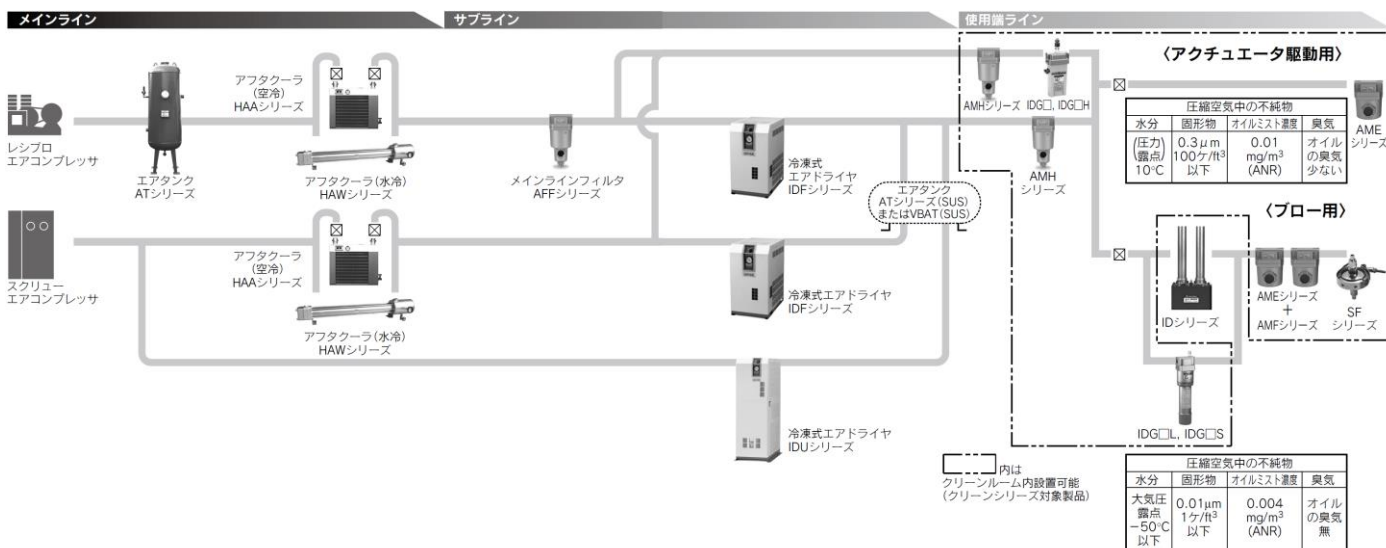 メインライン
サブライン
使用端ライン
レシプロ
エアコンプレッサ
エアタンク
ATシリーズ
アフタクーラ
(空冷)
HAAシリーズ
アフタクーラ(水冷)
HAWシリーズ
メインラインフィルタ
AFFシリーズ
冷凍式
エアドライヤ
IDFシリーズ
エアタンク
ATシリーズ(SUS)
またはVBAT(SUS)
AMHシリーズ
IDG□, IDG□H
AMH
シリーズ
〈アクチュエータ駆動用〉
圧縮空気中の不純物
水分 固形物 オイルミスト濃度 臭気
(圧力)
露点
10℃
0.3μm
100ケ/ft³
以下
0.01
mg/m³
(ANR)
オイル
の臭気
少ない
AME
シリーズ
スクリュー
エアコンプレッサ
アフタクーラ
(空冷)
HAAシリーズ
アフタクーラ(水冷)
HAWシリーズ
冷凍式エアドライヤ
IDFシリーズ
冷凍式エアドライヤ
IDUシリーズ
〈ブロー用〉
IDシリーズ
AMEシリーズ
+
AMFシリーズ
SF
シリーズ
IDG□L, IDG□S
内は
クリーンルーム内設置可能
(クリーンシリーズ対象製品)
圧縮空気中の不純物
水分 固形物 オイルミスト濃度 臭気
大気圧
露点
−50℃
以下
0.01μm
1ケ/ft³
以下
0.004
mg/m³
(ANR)
オイル
の臭気
無